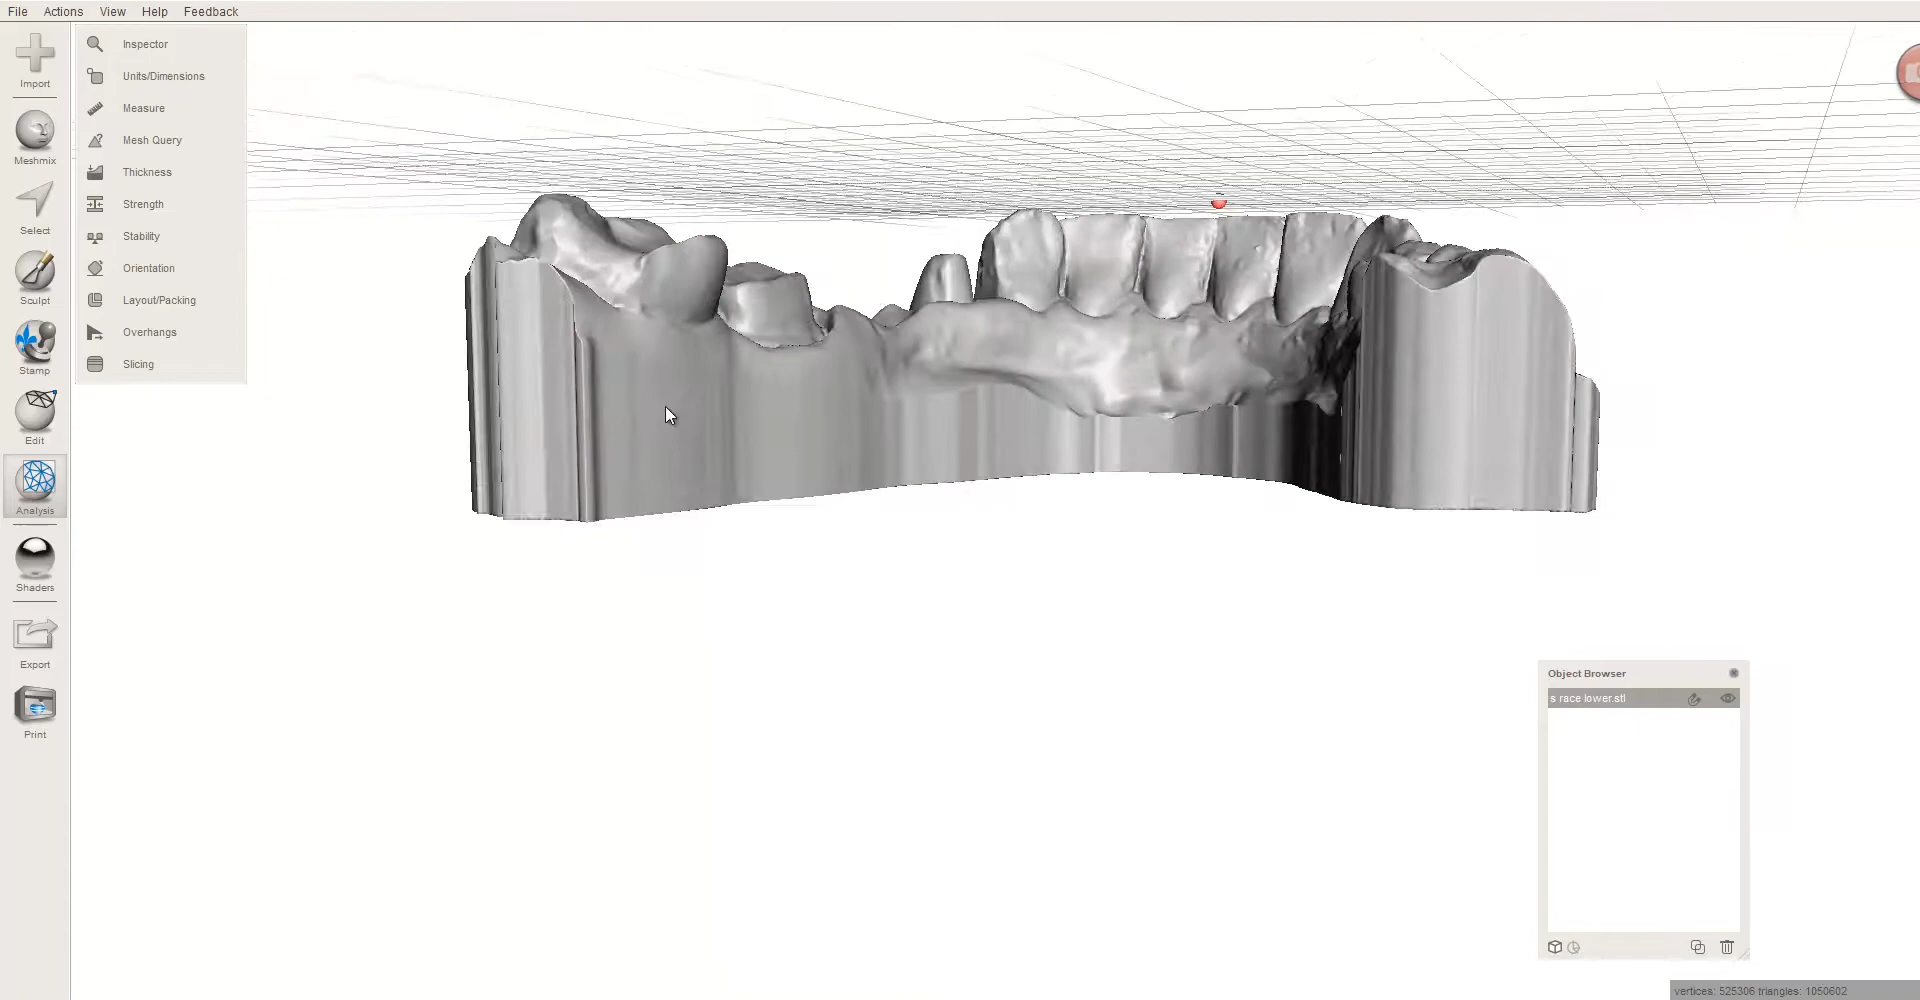 File Actions View Help Feedback
Import
Meshmix
Select
Sculpt
Stamp
Edit
Analysis
Shaders
Export
Print
Inspector
Units/Dimensions
Measure
Mesh Query
Thickness
Strength
Stability
Orientation
Layout/Packing
Overhangs
Slicing
Object Browser
s race lower.stl
vertices: 525306 triangles: 1050602